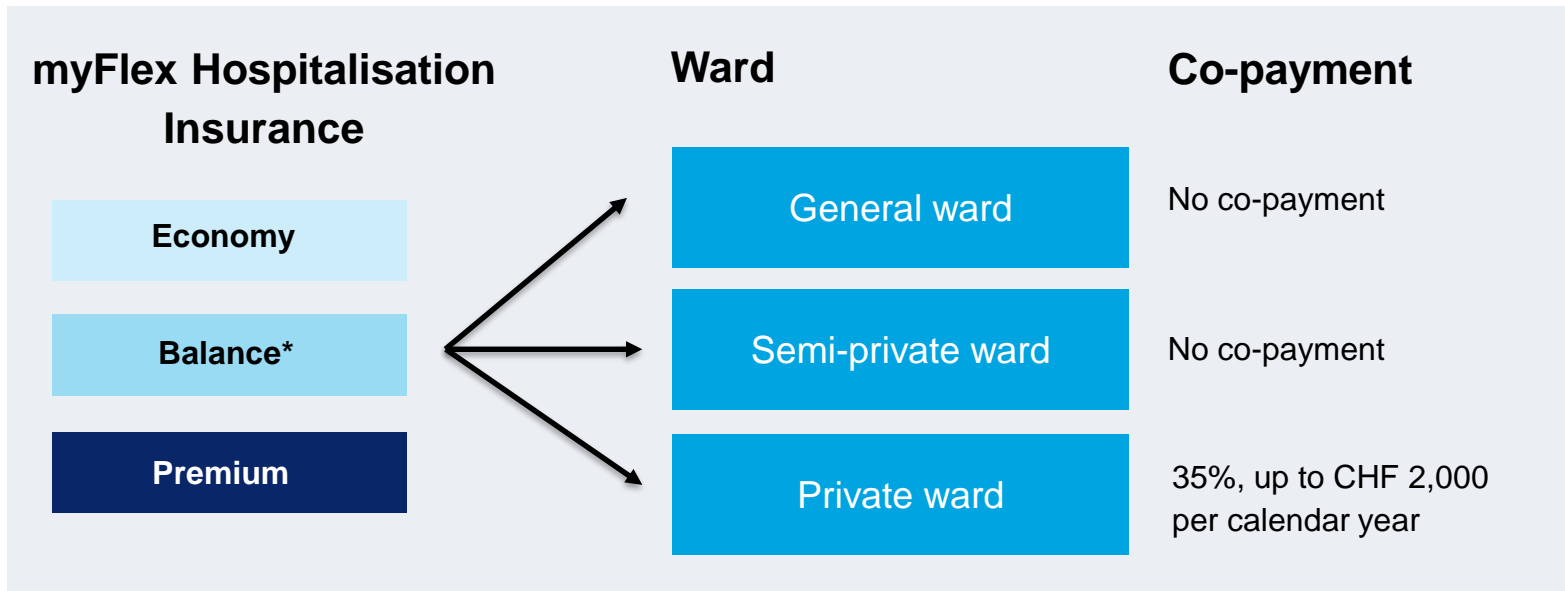 myFlex Hospitalisation
Insurance
Ward
Co-payment
Economy
Balance*
Premium
General ward
No co-payment
Semi-private ward
No co-payment
Private ward
35%, up to CHF 2,000
per calendar year